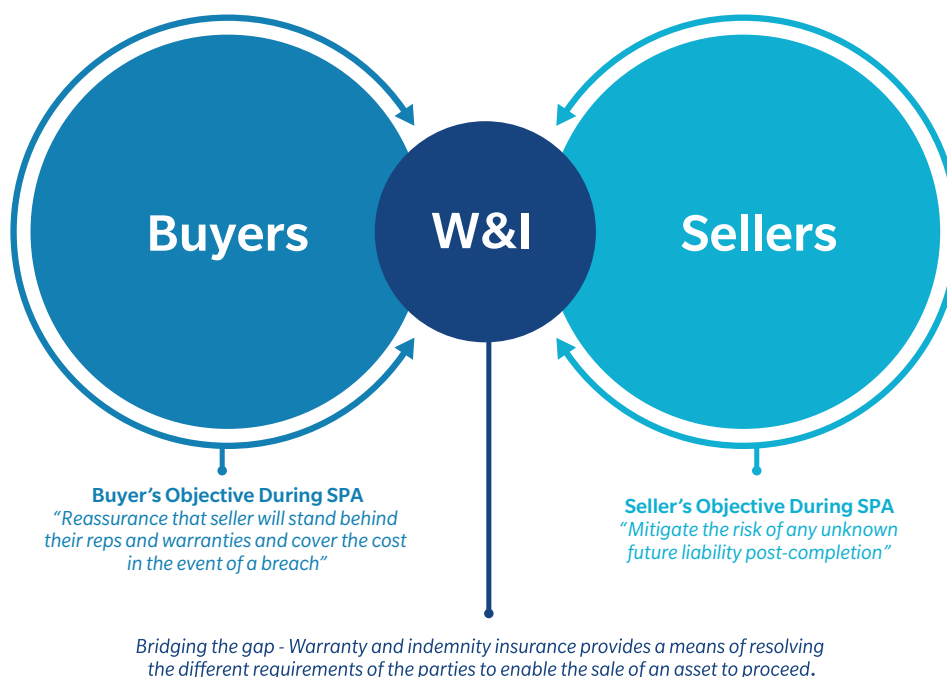 Buyers
W&I
Sellers
Buyer’s Objective During SPA
“Reassurance that seller will stand behind
their reps and warranties and cover the cost
in the event of a breach”
Seller’s Objective During SPA
“Mitigate the risk of any unknown
future liability post-completion”
Bridging the gap - Warranty and indemnity insurance provides a means of resolving
the different requirements of the parties to enable the sale of an asset to proceed.